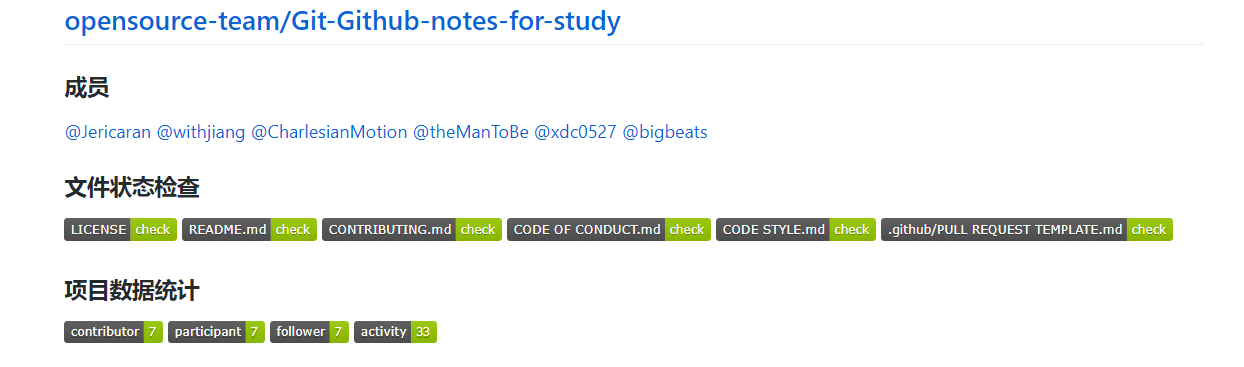 opensource-team/Git-Github-notes-for-study
成员
@Jericaran @withjiang @CharlesianMotion @theManToBe @xdc0527 @bigbeats
文件状态检查
LICENSE check README.md check CONTRIBUTING.md check CODE OF CONDUCT.md check CODE STYLE.md check .github/PULL REQUEST TEMPLATE.md check
项目数据统计
contributor 7 participant 7 follower 7 activity 33